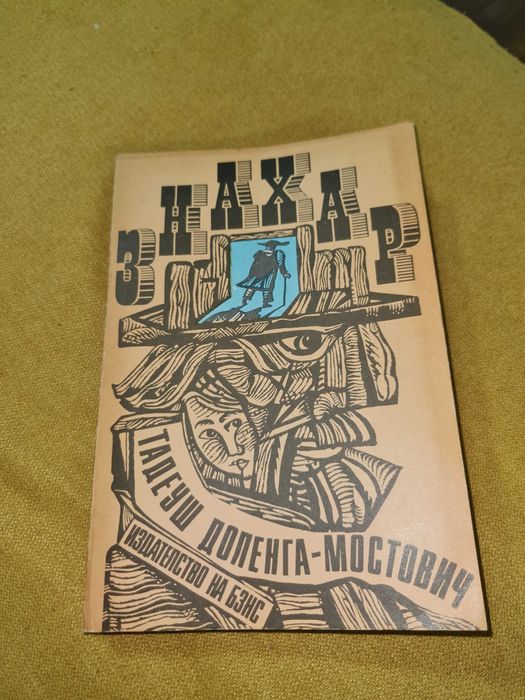 ЗНАХАР
ТАДЕУШ ДОЛЕНГА-МОСТОВИЧ
ИЗДАТЕЛСТВО НА БЗНС